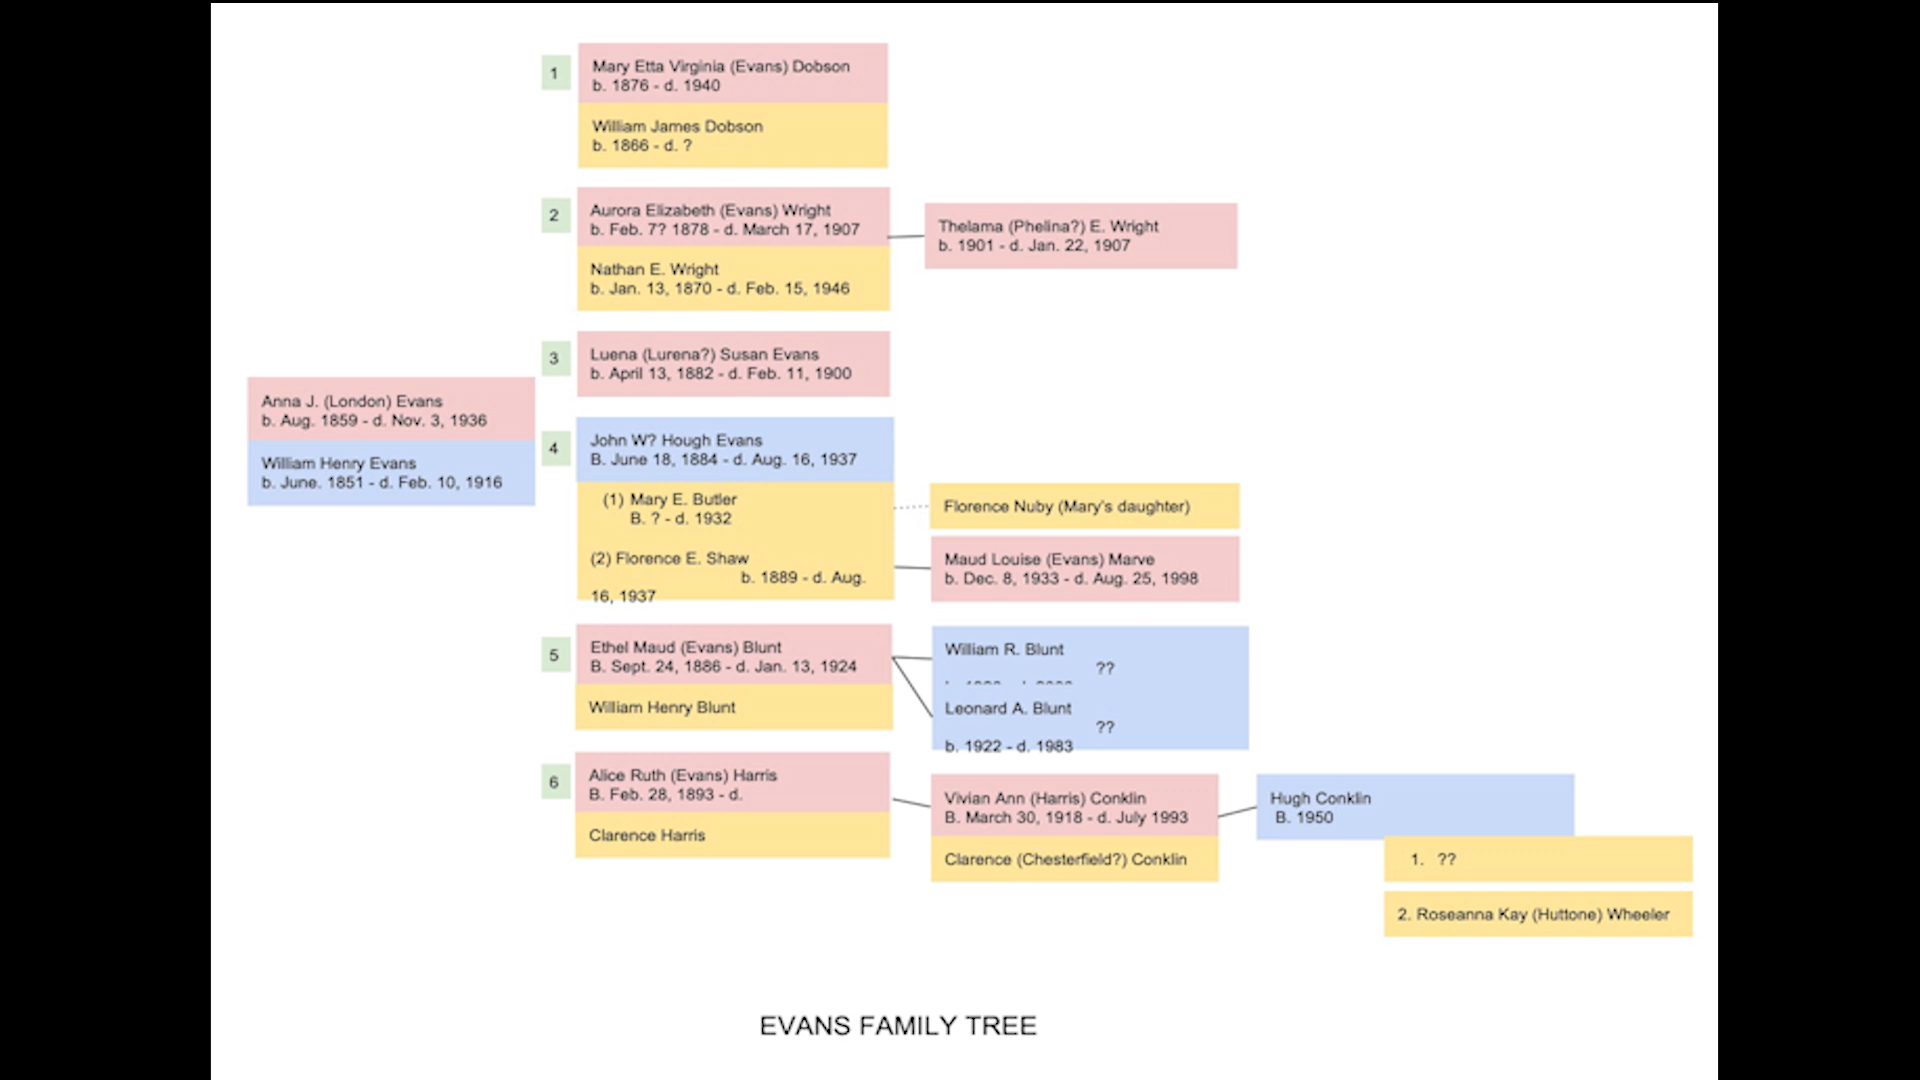 1
Mary Etta Virginia (Evans) Dobson
b. 1876 - d. 1940
William James Dobson
b. 1866 - d. ?
2
Aurora Elizabeth (Evans) Wright
b. Feb. 7? 1878 - d. March 17, 1907
Nathan E. Wright
b. Jan. 13, 1870 - d. Feb. 15, 1946
Thelama (Phelina?) E. Wright
b. 1901 - d. Jan. 22, 1907
3
Luena (Lurena?) Susan Evans
b. April 13, 1882 - d. Feb. 11, 1900
Anna J. (London) Evans
b. Aug. 1859 - d. Nov. 3, 1936
William Henry Evans
b. June. 1851 - d. Feb. 10, 1916
4
John W? Hough Evans
B. June 18, 1884 - d. Aug. 16, 1937
(1) Mary E. Butler
B. ? - d. 1932
(2) Florence E. Shaw
b. 1889 - d. Aug.
16, 1937
Florence Nuby (Mary's daughter)
Maud Louise (Evans) Marve
b. Dec. 8, 1933 - d. Aug. 25, 1998
5
Ethel Maud (Evans) Blunt
B. Sept. 24, 1886 - d. Jan. 13, 1924
William Henry Blunt
William R. Blunt
??
Leonard A. Blunt
??
b. 1922 - d. 1983
6
Alice Ruth (Evans) Harris
B. Feb. 28, 1893 - d.
Clarence Harris
Vivian Ann (Harris) Conklin
B. March 30, 1918 - d. July 1993
Clarence (Chesterfield?) Conklin
Hugh Conklin
B. 1950
1. ??
2. Roseanna Kay (Huttone) Wheeler
EVANS FAMILY TREE